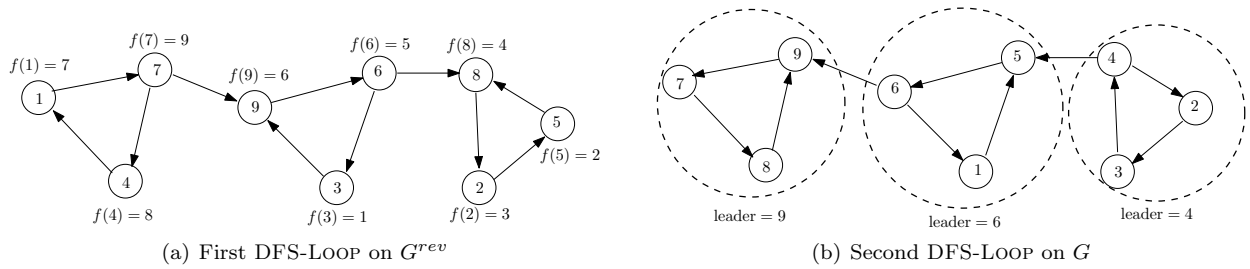 f(7) = 9
f(6) = 5
f(8) = 4
f(1) = 7
f(9) = 6
7
6
8
1
9
5
f(5) = 2
4
3
2
f(4) = 8
f(3) = 1
f(2) = 3
(a) First DFS-LOOP on G^{rev}
9
5
4
7
6
2
8
1
3
leader = 9
leader = 6
leader = 4
(b) Second DFS-LOOP on G